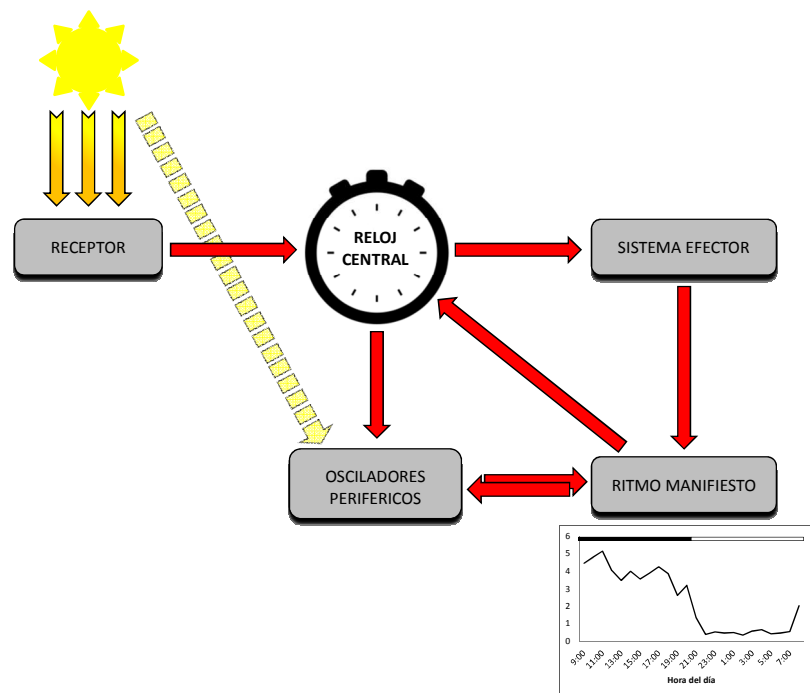 RECEPTOR
RELOJ
CENTRAL
SISTEMA EFECTOR
OSCILADORES
PERIFERICOS
RITMO MANIFIESTO
6
5
4
3
2
1
0
9:00
11:00
13:00
15:00
17:00
19:00
21:00
23:00
1:00
3:00
5:00
7:00
Hora del día